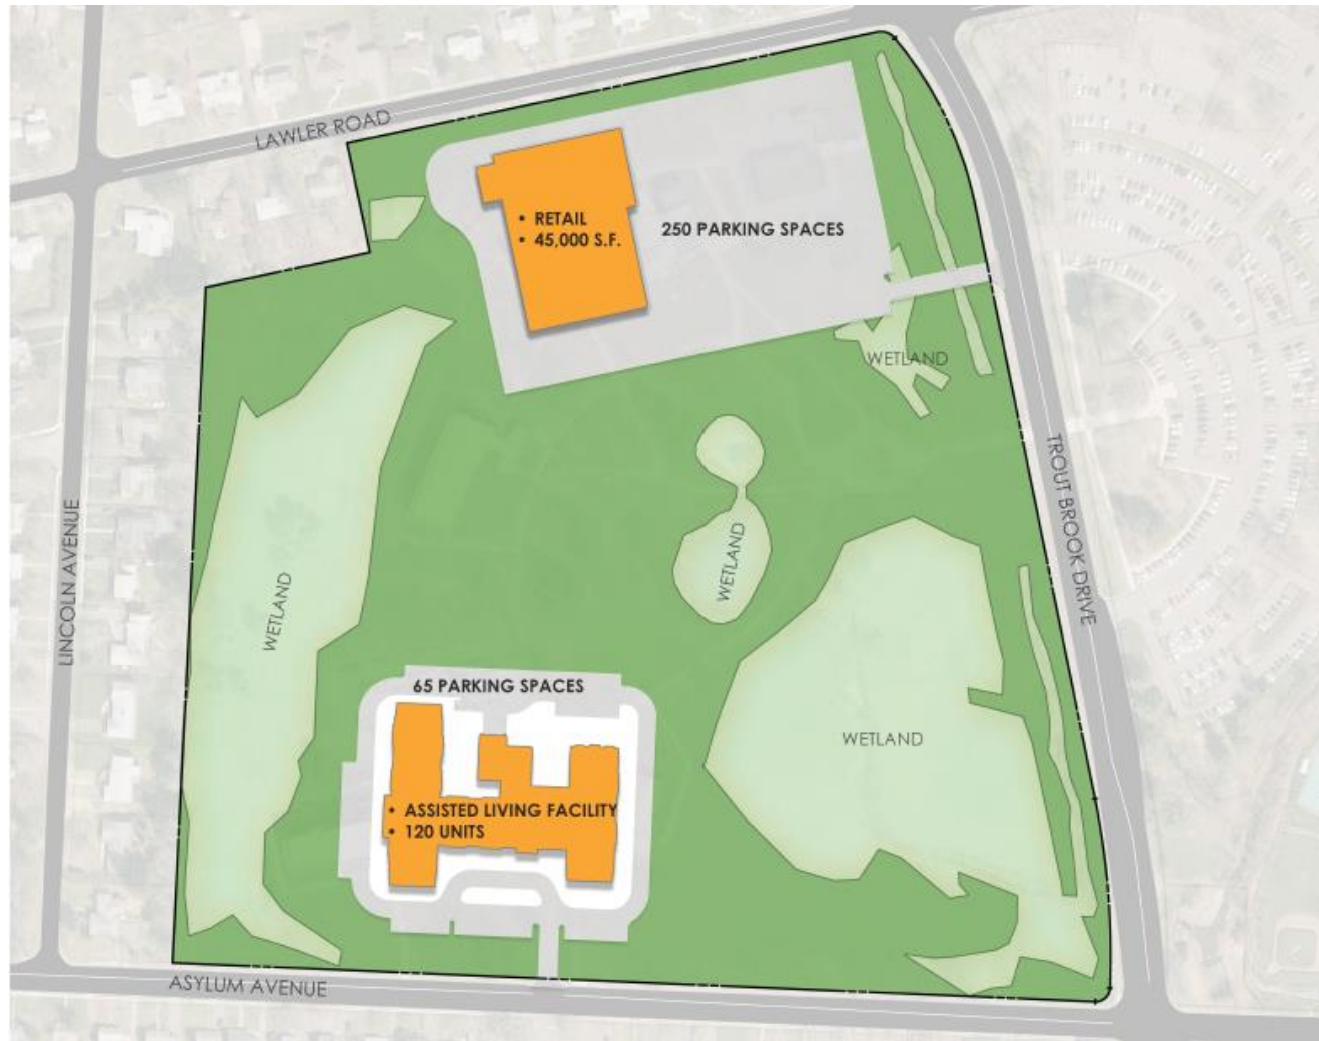 LAWLER ROAD
• RETAIL
• 45,000 S.F.
250 PARKING SPACES
WETLAND
TROUT BROOK DRIVE
LINCOLN AVENUE
WETLAND
WETLAND
65 PARKING SPACES
WETLAND
• ASSISTED LIVING FACILITY
• 120 UNITS
ASYLUM AVENUE